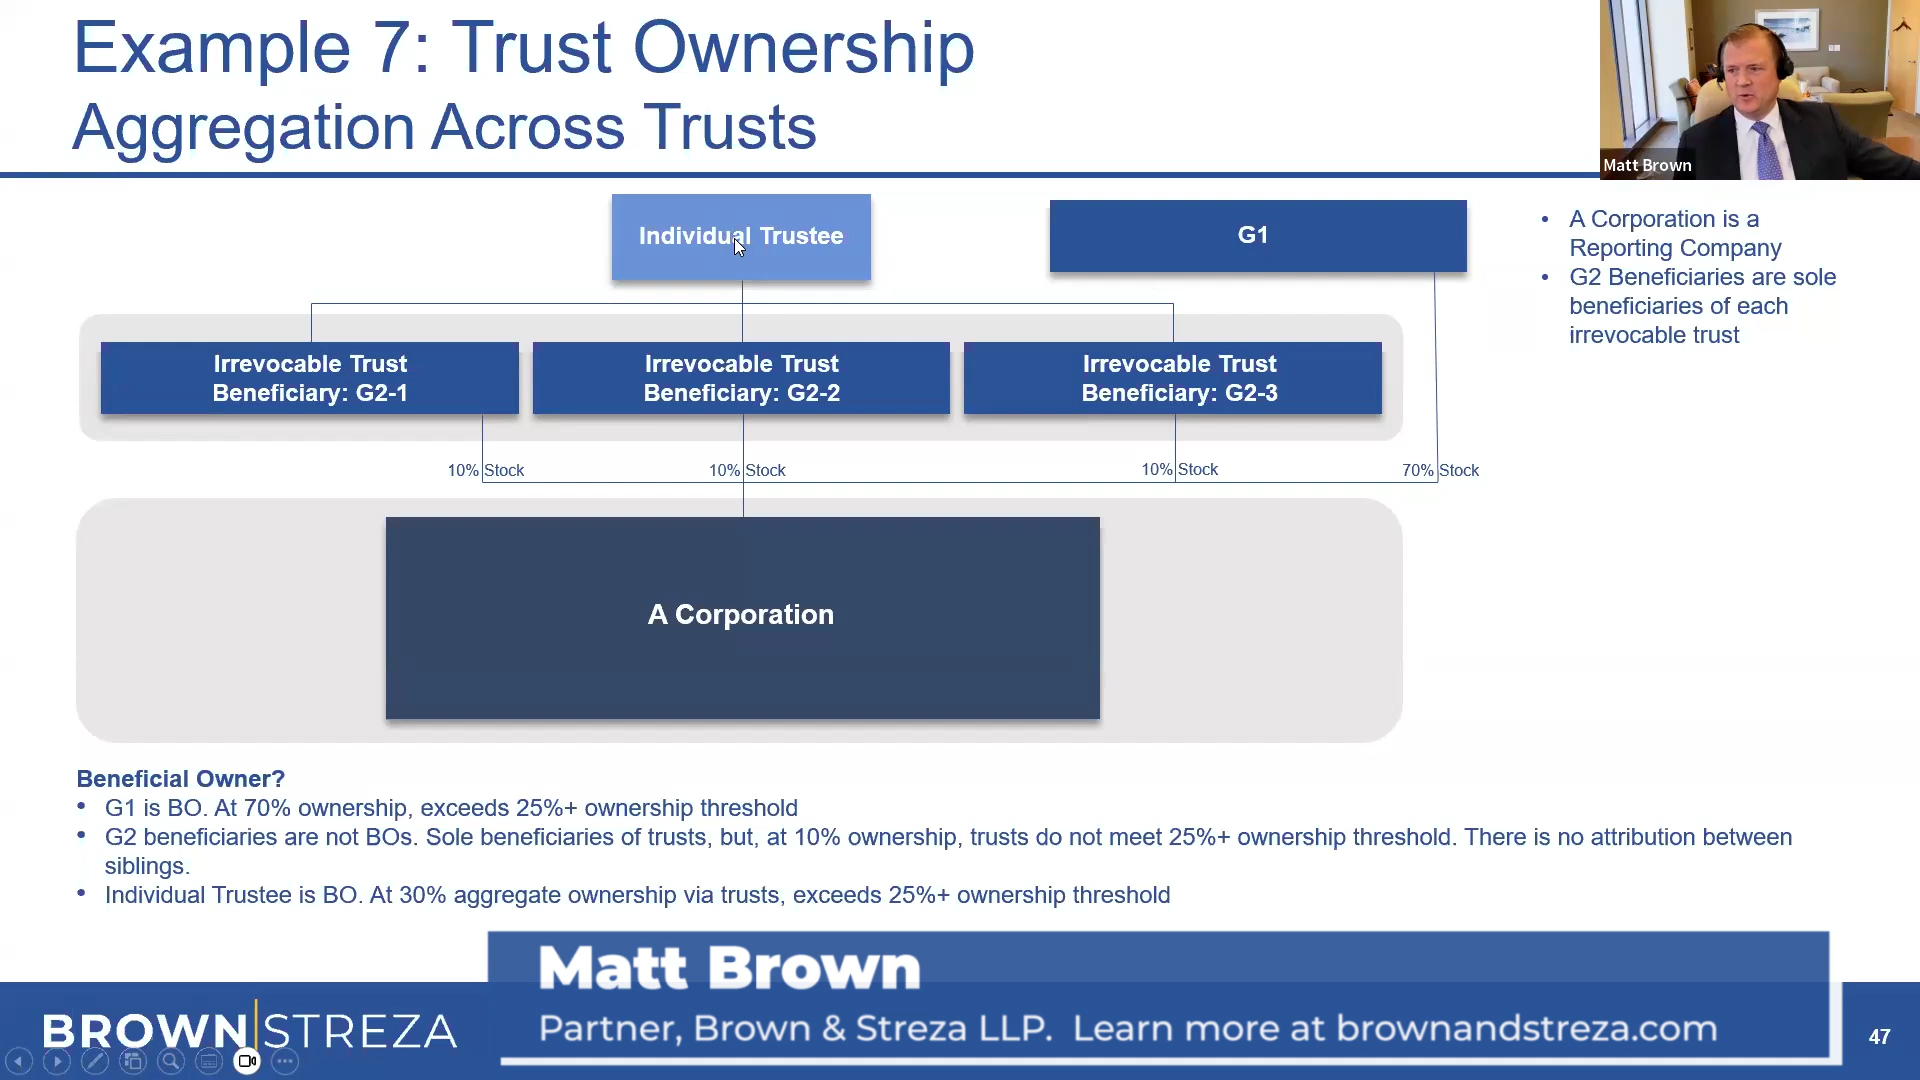 Example 7: Trust Ownership
Aggregation Across Trusts
Matt Brown
Individual Trustee
G1
• A Corporation is a
Reporting Company
• G2 Beneficiaries are sole
beneficiaries of each
irrevocable trust
Irrevocable Trust
Beneficiary: G2-1
Irrevocable Trust
Beneficiary: G2-2
Irrevocable Trust
Beneficiary: G2-3
10% Stock
10% Stock
10% Stock
70% Stock
A Corporation
Beneficial Owner?
• G1 is BO. At 70% ownership, exceeds 25%+ ownership threshold
• G2 beneficiaries are not BOs. Sole beneficiaries of trusts, but, at 10% ownership, trusts do not meet 25%+ ownership threshold. There is no attribution between
siblings.
• Individual Trustee is BO. At 30% aggregate ownership via trusts, exceeds 25%+ ownership threshold
Matt Brown
Partner, Brown & Streza LLP. Learn more at brownandstreza.com
BROWN|STREZA
47